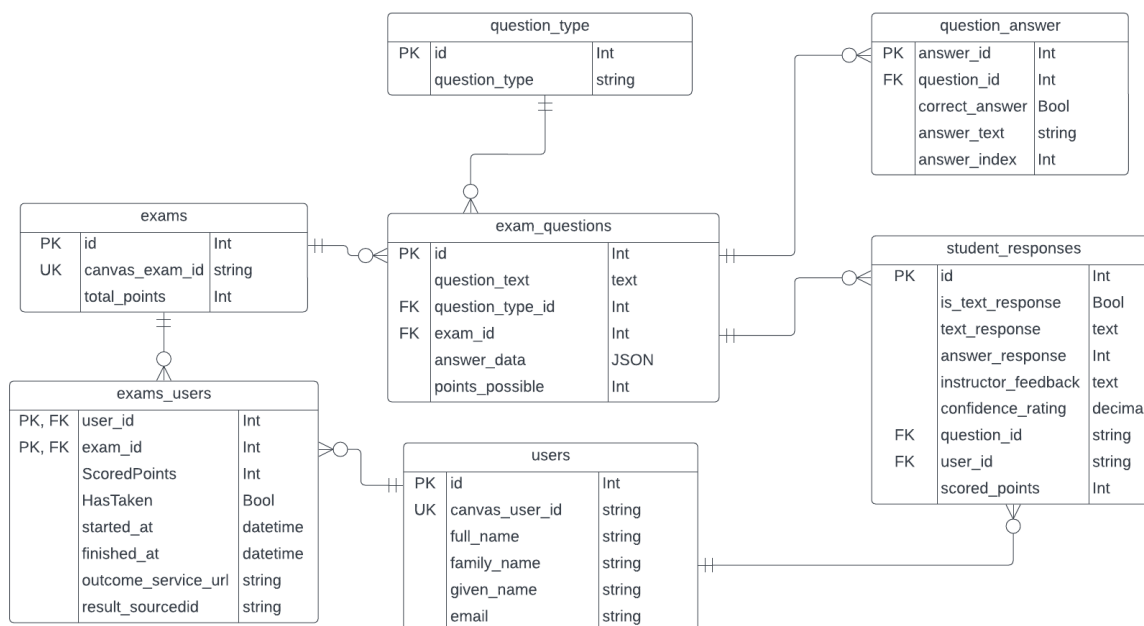 question_type
PK id Int
question_type string
question_answer
PK answer_id Int
FK question_id Int
correct_answer Bool
answer_text string
answer_index Int
exams
PK id Int
UK canvas_exam_id string
total_points Int
exam_questions
PK id Int
question_text text
FK question_type_id Int
FK exam_id Int
answer_data JSON
points_possible Int
student_responses
PK id Int
is_text_response Bool
text_response text
answer_response Int
instructor_feedback text
confidence_rating decima
FK question_id string
FK user_id string
scored_points Int
exams_users
PK, FK user_id Int
PK, FK exam_id Int
ScoredPoints Int
HasTaken Bool
started_at datetime
finished_at datetime
outcome_service_url string
result_sourcedid string
users
PK id Int
UK canvas_user_id string
full_name string
family_name string
given_name string
email string